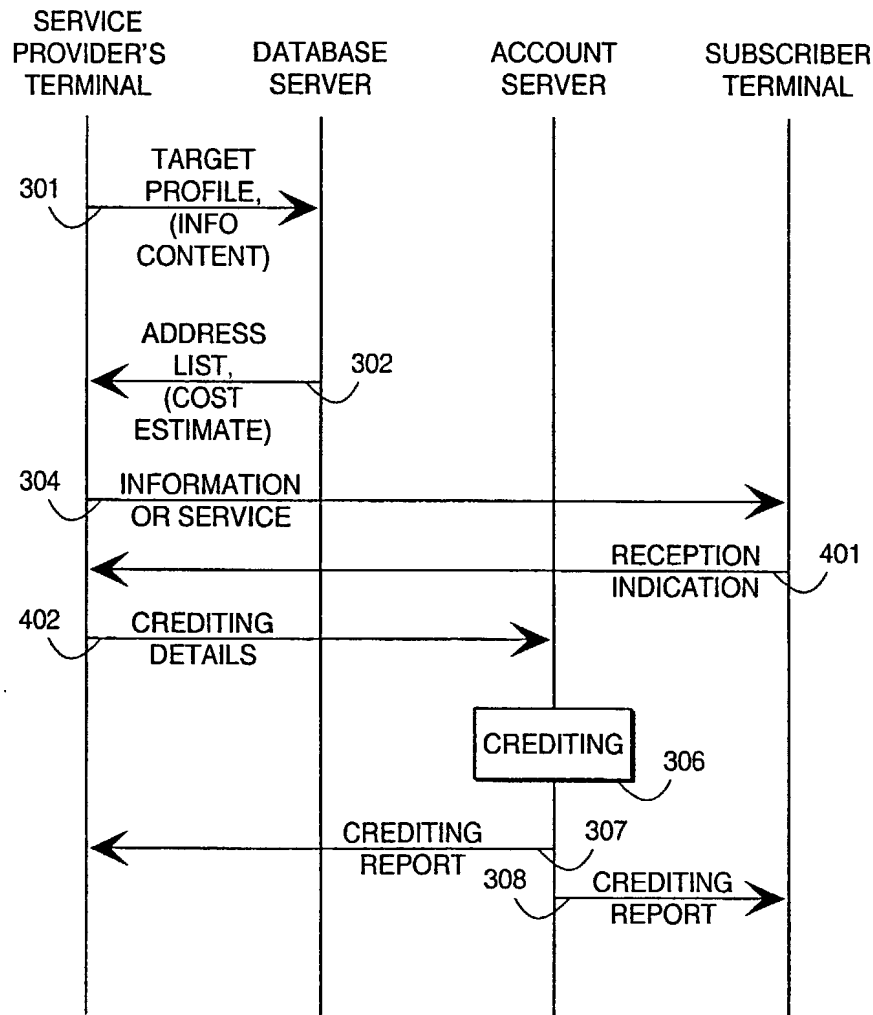 SERVICE
PROVIDER'S
TERMINAL
DATABASE
SERVER
ACCOUNT
SERVER
SUBSCRIBER
TERMINAL
301
TARGET
PROFILE,
(INFO
CONTENT)
ADDRESS
LIST,
(COST
ESTIMATE)
302
304
INFORMATION
OR SERVICE
RECEPTION
INDICATION
401
402
CREDITING
DETAILS
CREDITING
306
CREDITING
REPORT
307
308
CREDITING
REPORT